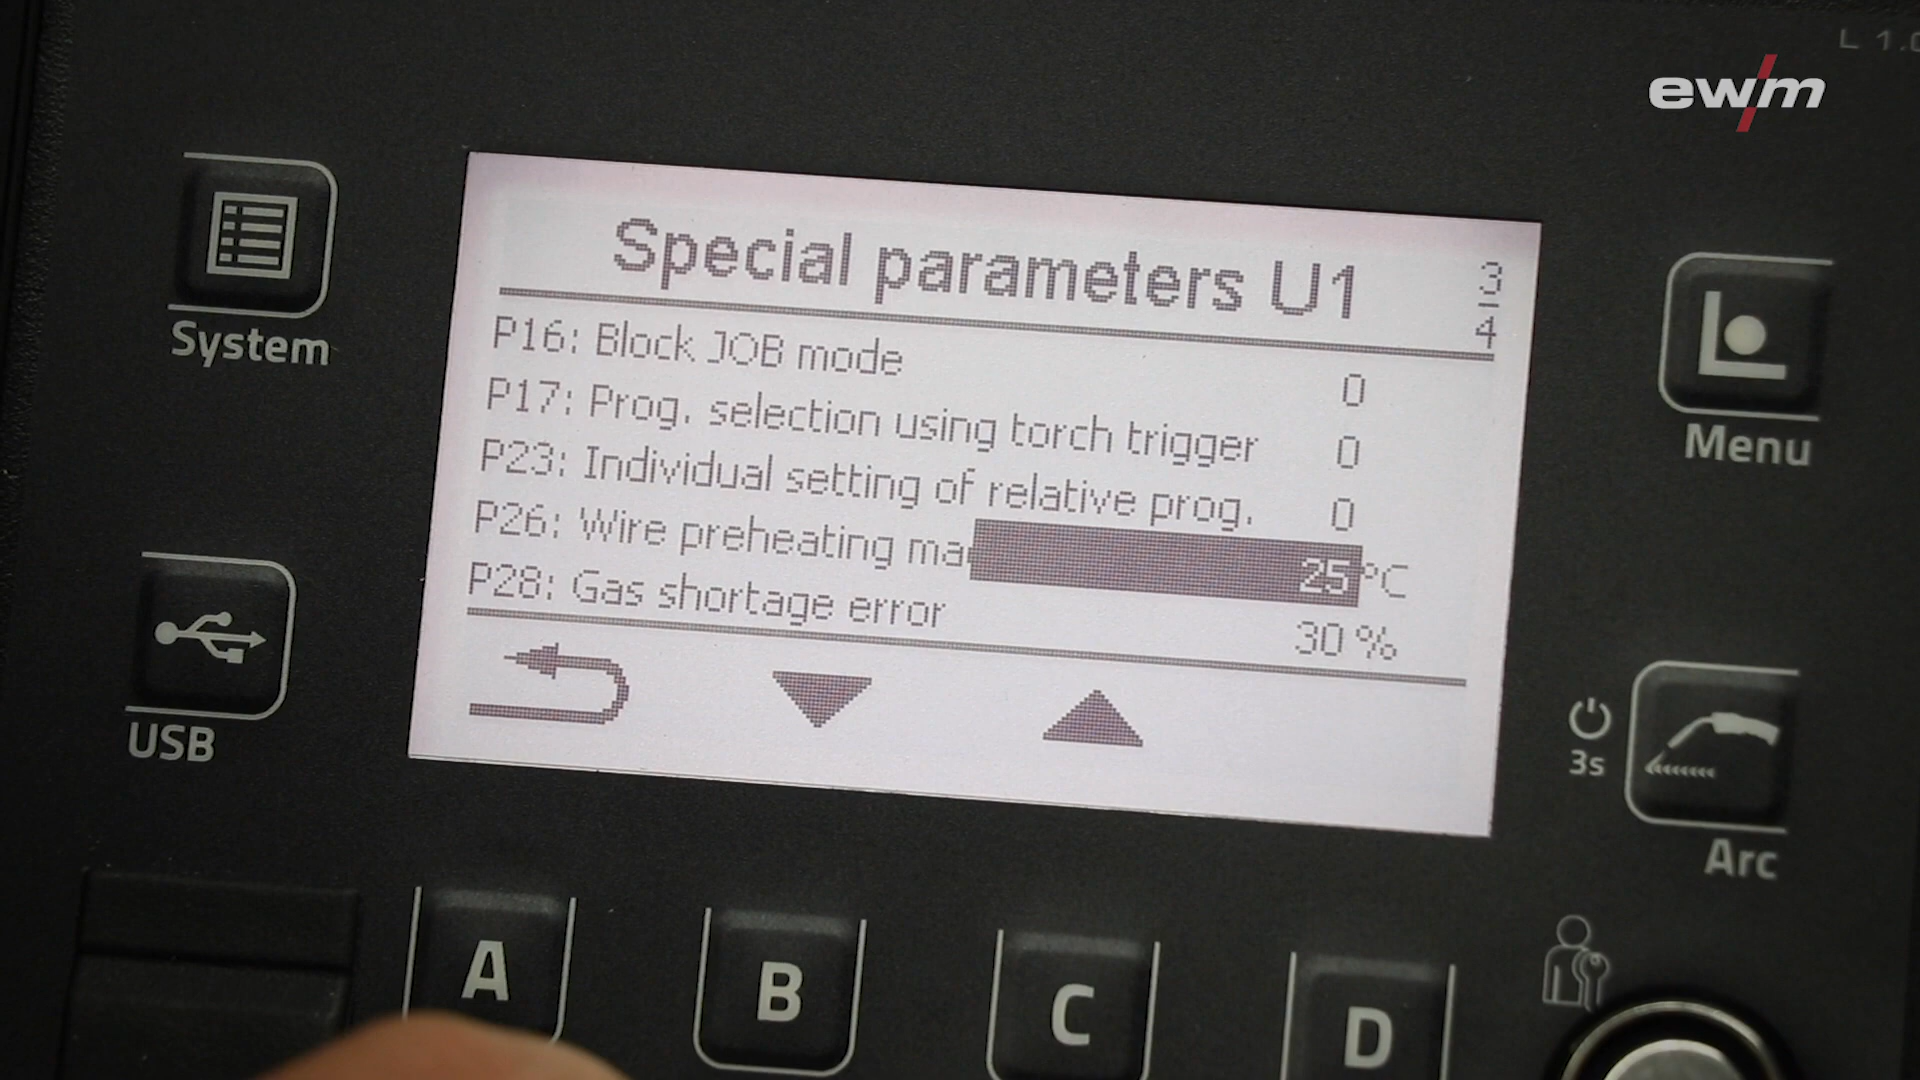 L 1.0
ewm
Special parameters U1
3
4
P16: Block JOB mode 0
P17: Prog. selection using torch trigger 0
P23: Individual setting of relative prog. 0
P26: Wire preheating ma 25 °C
P28: Gas shortage error 30 %
System
Menu
USB
3s
Arc
A
B
C
D